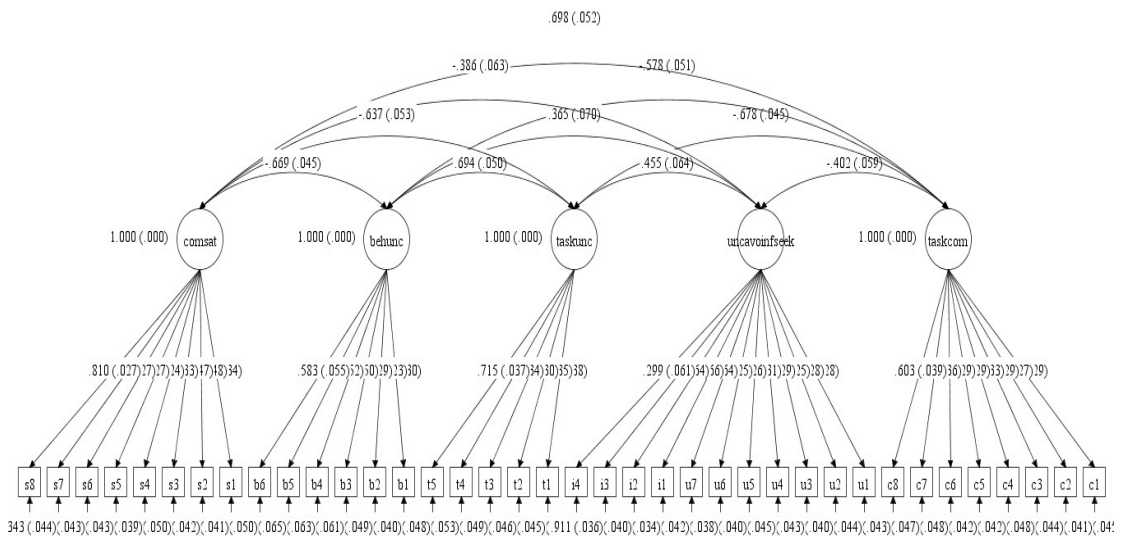 .698 (.052)
-.386 (.063) -.578 (.051)
-.637 (.053) .365 (.070) -.678 (.045)
-.669 (.045) .694 (.050) .455 (.064) -.402 (.059)
1.000 (.000) comsat 1.000 (.000) behunc 1.000 (.000) taskunc uncavoinfseek 1.000 (.000) taskcom
.810 (.027) .583 (.055) .715 (.037) .299 (.061) .603 (.039)
s8 s7 s6 s5 s4 s3 s2 s1 b6 b5 b4 b3 b2 b1 t5 t4 t3 t2 t1 i4 i3 i2 i1 u7 u6 u5 u4 u3 u2 u1 c8 c7 c6 c5 c4 c3 c2 c1
343 (.044)(.043)(.043)(.039)(.050)(.042)(.041)(.050)(.065)(.063)(.061)(.049)(.040)(.048)(.053)(.049)(.046)(.045).911 (.036)(.040)(.034)(.042)(.038)(.040)(.045)(.043)(.040)(.044)(.043)(.047)(.048)(.042)(.042)(.048)(.044)(.041)(.045